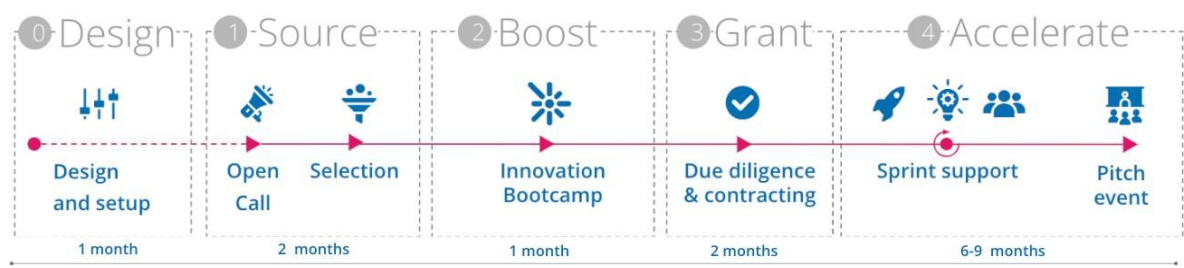 0 Design
1 Source
2 Boost
3 Grant
4 Accelerate
Design
and setup
Open
Call
Selection
Innovation
Bootcamp
Due diligence
& contracting
Sprint support
Pitch
event
1 month
2 months
1 month
2 months
6-9 months